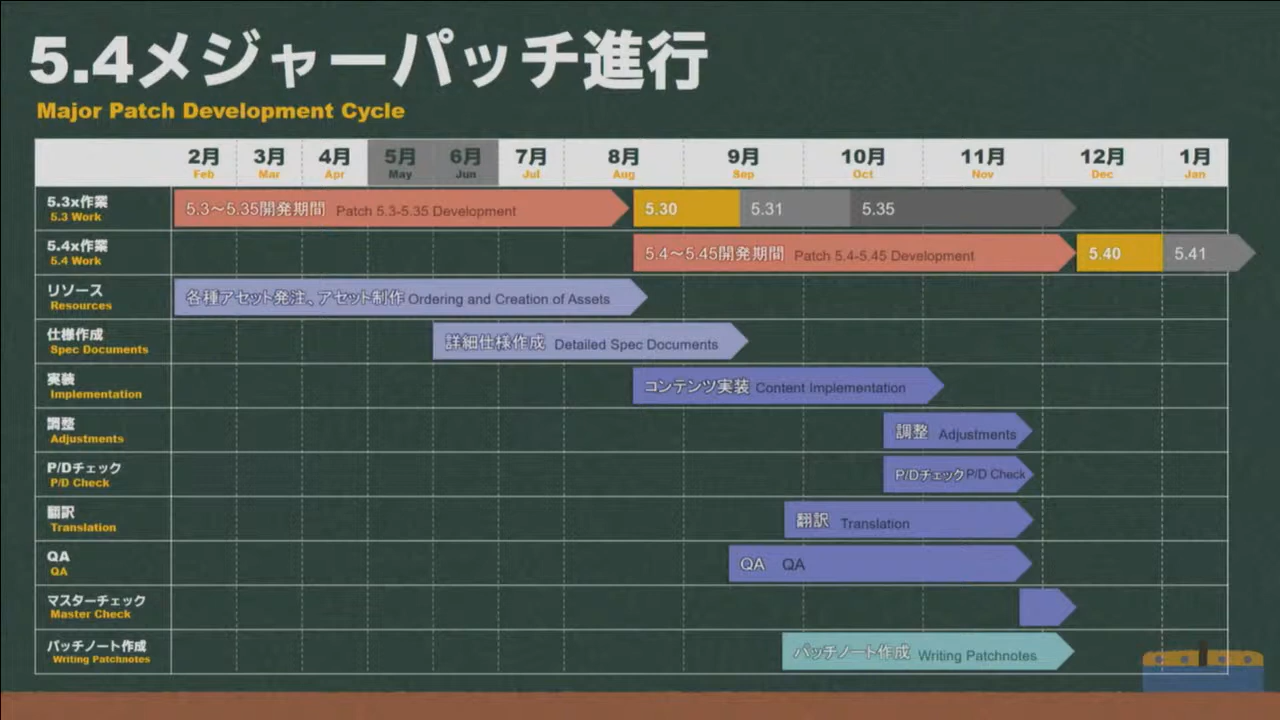 5.4メジャーパッチ進行
Major Patch Development Cycle
2月 3月 4月 5月 6月 7月 8月 9月 10月 11月 12月 1月
Feb Mar Apr May Jun Jul Aug Sep Oct Nov Dec Jan
5.3x作業
5.3 Work
5.3〜5.35開発期間 Patch 5.3-5.35 Development
5.30
5.31
5.35
5.4x作業
5.4 Work
5.4〜5.45開発期間 Patch 5.4-5.45 Development
5.40
5.41
リソース
Resources
各種アセット発注、アセット制作 Ordering and Creation of Assets
仕様作成
Spec Documents
詳細仕様作成 Detailed Spec Documents
実装
Implementation
コンテンツ実装 Content Implementation
調整
Adjustments
調整 Adjustments
P/Dチェック
P/D Check
P/Dチェック P/D Check
翻訳
Translation
翻訳 Translation
QA
QA
QA QA
マスターチェック
Master Check
パッチノート作成
Writing Patchnotes
パッチノート作成 Writing Patchnotes